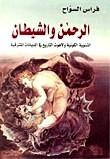 فراس السواح
الرحمن والشيطان
الثنوية الكونية ولاهوت التاريخ في الديانات المشرقية